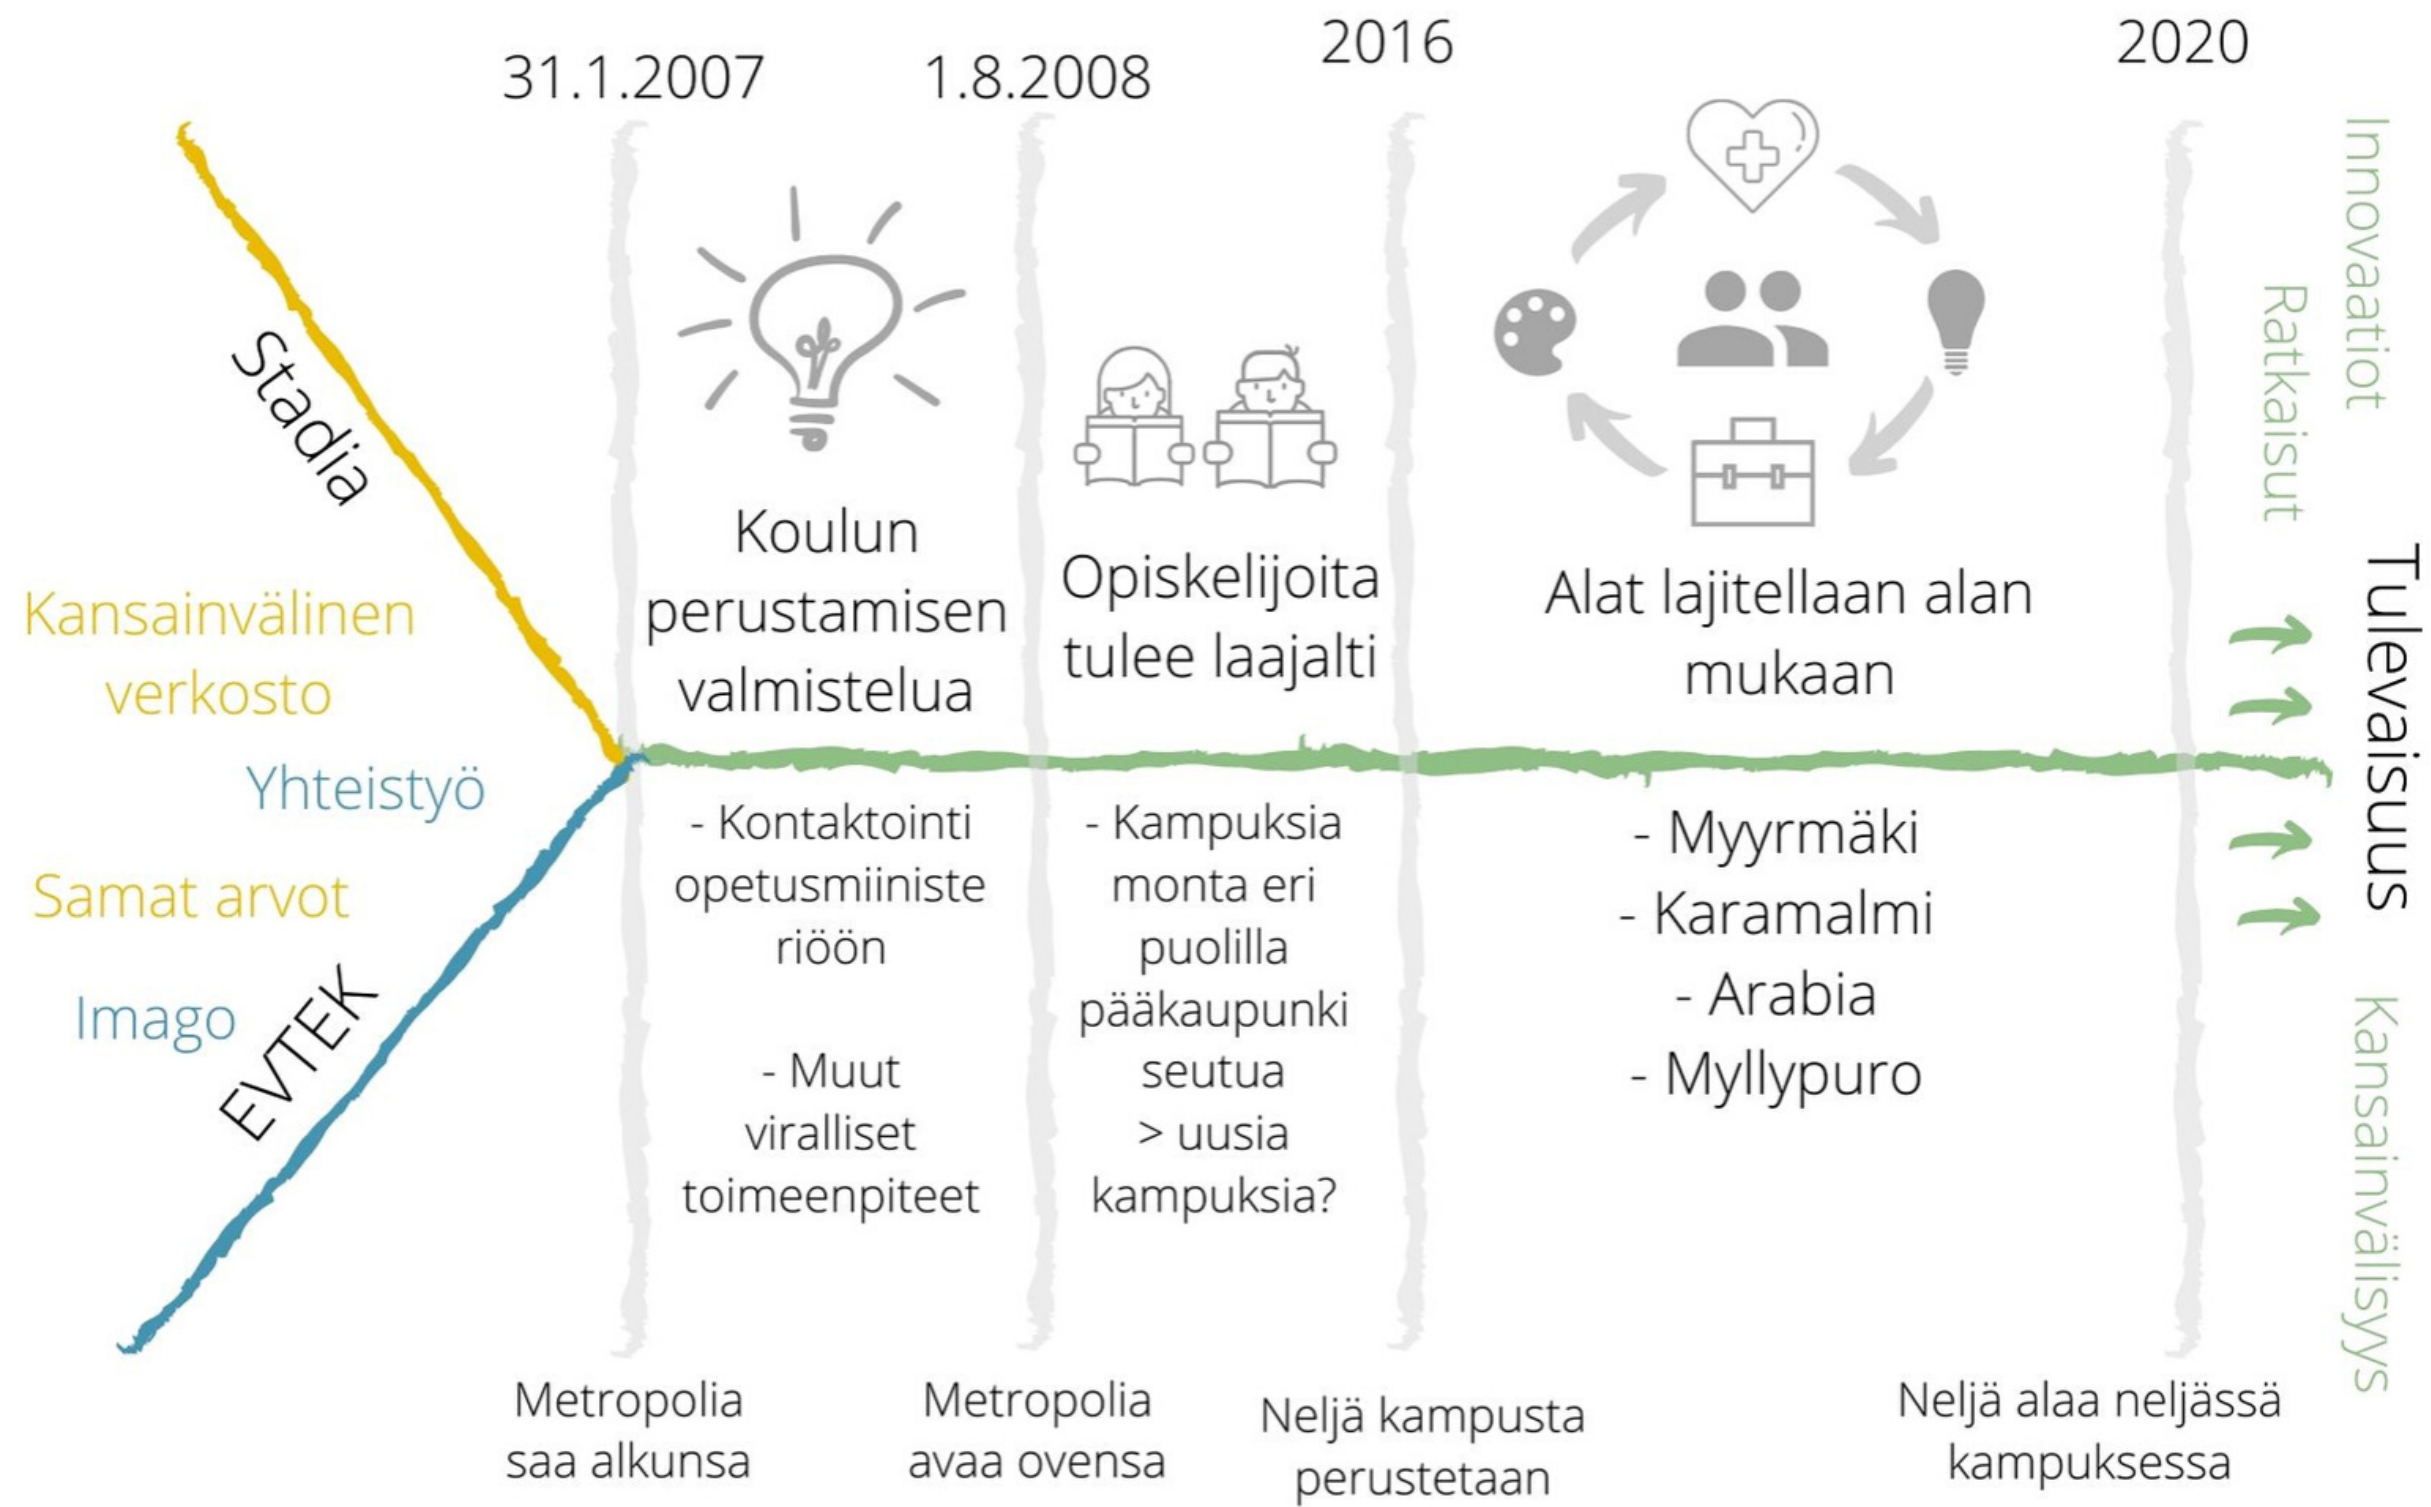 31.1.2007
1.8.2008
2016
2020
Stadia
Kansainvälinen
verkosto
Yhteistyö
Samat arvot
Imago
EVTEK
Koulun
perustamisen
valmistelua
- Kontaktointi
opetusmiiniste
riöön
- Muut
viralliset
toimeenpiteet
Opiskelijoita
tulee laajalti
- Kampuksia
monta eri
puolilla
pääkaupunki
seutua
> uusia
kampuksia?
Alat lajitellaan alan
mukaan
- Myyrmäki
- Karamalmi
- Arabia
- Myllypuro
Innovaatiot
Ratkaisut
Tulevaisuus
Kansainvälisyys
Metropolia
saa alkunsa
Metropolia
avaa ovensa
Neljä kampusta
perustetaan
Neljä alaa neljässä
kampuksessa